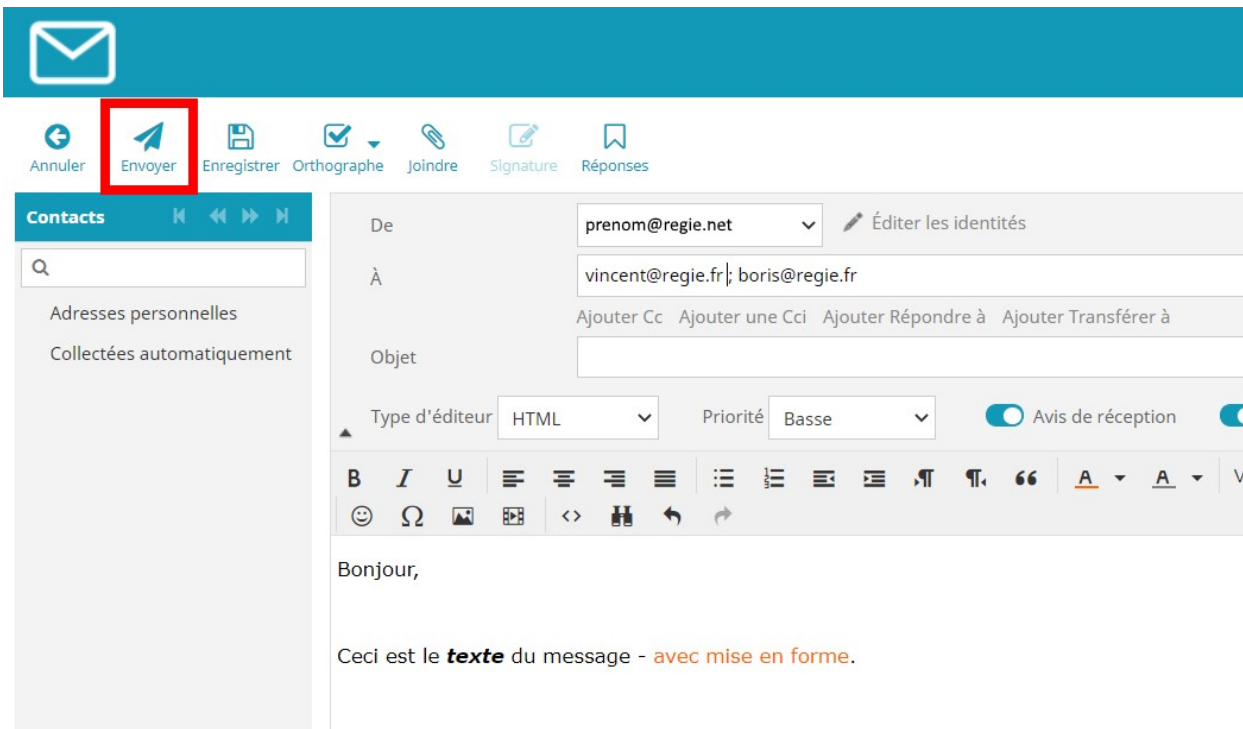 Annuler Envoyer Enregistrer Orthographe Joindre Signature Réponses
Contacts
Adresses personnelles
Collectées automatiquement
De prenom@regie.net Éditer les identités
À vincent@regie.fr ; boris@regie.fr
Ajouter Cc Ajouter une Cci Ajouter Répondre à Ajouter Transférer à
Objet
Type d'éditeur HTML Priorité Basse Avis de réception
B I U A A V
Bonjour,
Ceci est le texte du message - avec mise en forme.